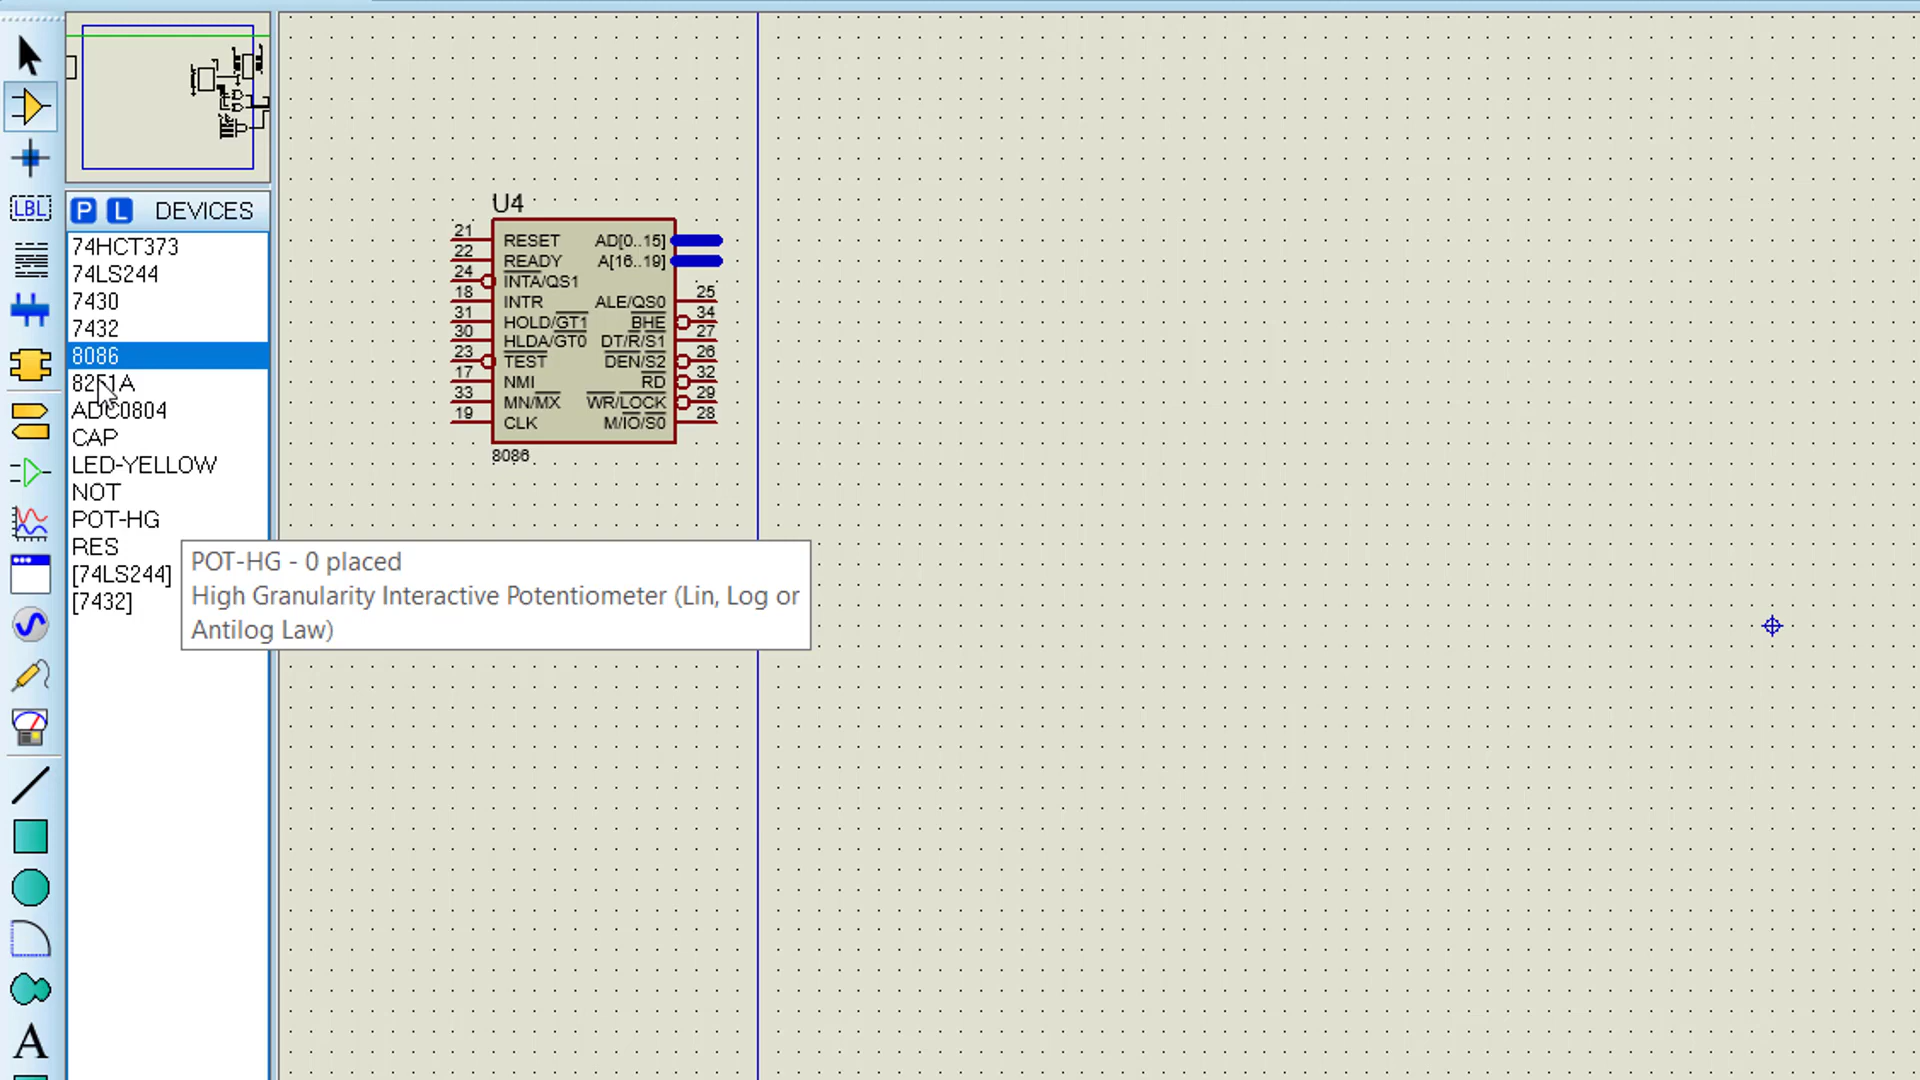 LBL
P L DEVICES
74HCT373
74LS244
7430
7432
8086
ADC0804
CAP
LED-YELLOW
NOT
POT-HG
RES
[74LS244]
[7432]
POT-HG - 0 placed
High Granularity Interactive Potentiometer (Lin, Log or
Antilog Law)
U4
21 RESET AD[0..15]
22 READY A[16..19]
24 INTA/QS1
18 INTR ALE/QS0 25
31 HOLD/GT1 BHE 34
30 HLDA/GT0 DT/R/S1 27
23 TEST DEN/S2 26
17 NMI RD 32
33 MN/MX WR/LOCK 29
19 CLK M/IO/S0 28
8086
A